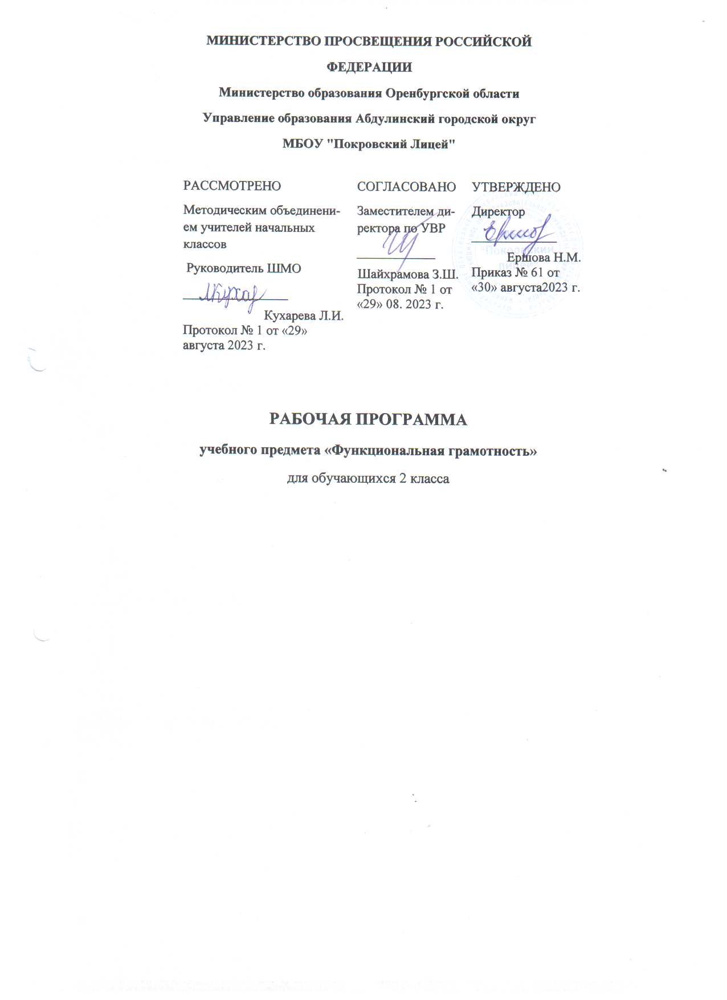 МИНИСТЕРСТВО ПРОСВЕЩЕНИЯ РОССИЙСКОЙ
ФЕДЕРАЦИИ
Министерство образования Оренбургской области
Управление образования Абдулинский городской округ
МБОУ "Покровский Лицей"
РАССМОТРЕНО
Методическим объединени-
ем учителей начальных
классов
Руководитель ШМО
Кухарева Л.И.
Протокол № 1 от «29»
августа 2023 г.
СОГЛАСОВАНО
Заместителем ди-
ректора по УВР
Шайхрамова З.Ш.
Протокол № 1 от
«29» 08. 2023 г.
УТВЕРЖДЕНО
Директор
"Покровский
лицей"
Ершова Н.М.
Приказ № 61 от
«30» августа2023 г.
РАБОЧАЯ ПРОГРАММА
учебного предмета «Функциональная грамотность»
для обучающихся 2 класса